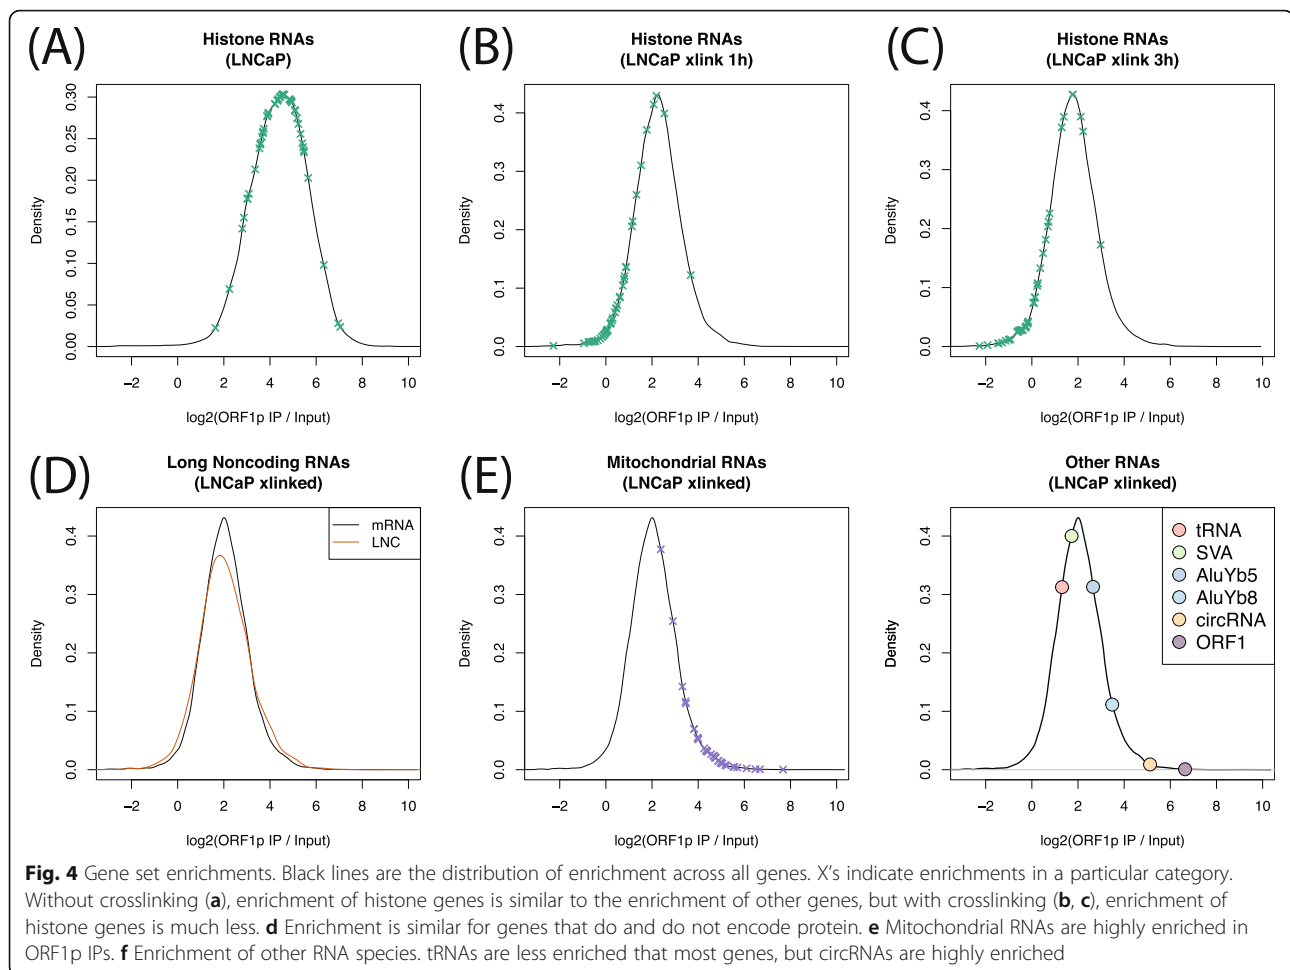 (A)
Histone RNAs
(LNCaP)
Density
0.00
0.05
0.10
0.15
0.20
0.25
0.30
−2 0 2 4 6 8 10
log2(ORF1p IP / Input)
(B)
Histone RNAs
(LNCaP xlink 1h)
Density
0.0
0.1
0.2
0.3
0.4
−2 0 2 4 6 8 10
log2(ORF1p IP / Input)
(C)
Histone RNAs
(LNCaP xlink 3h)
Density
0.0
0.1
0.2
0.3
0.4
−2 0 2 4 6 8 10
log2(ORF1p IP / Input)
(D)
Long Noncoding RNAs
(LNCaP xlinked)
mRNA
LNC
Density
0.0
0.1
0.2
0.3
0.4
−2 0 2 4 6 8 10
log2(ORF1p IP / Input)
(E)
Mitochondrial RNAs
(LNCaP xlinked)
Density
0.0
0.1
0.2
0.3
0.4
−2 0 2 4 6 8 10
log2(ORF1p IP / Input)
Other RNAs
(LNCaP xlinked)
tRNA
SVA
AluYb5
AluYb8
circRNA
ORF1
Density
0.0
0.1
0.2
0.3
0.4
−2 0 2 4 6 8 10
log2(ORF1p IP / Input)
Fig. 4 Gene set enrichments. Black lines are the distribution of enrichment across all genes. X's indicate enrichments in a particular category.
Without crosslinking (a), enrichment of histone genes is similar to the enrichment of other genes, but with crosslinking (b, c), enrichment of
histone genes is much less. d Enrichment is similar for genes that do and do not encode protein. e Mitochondrial RNAs are highly enriched in
ORF1p IPs. f Enrichment of other RNA species. tRNAs are less enriched that most genes, but circRNAs are highly enriched